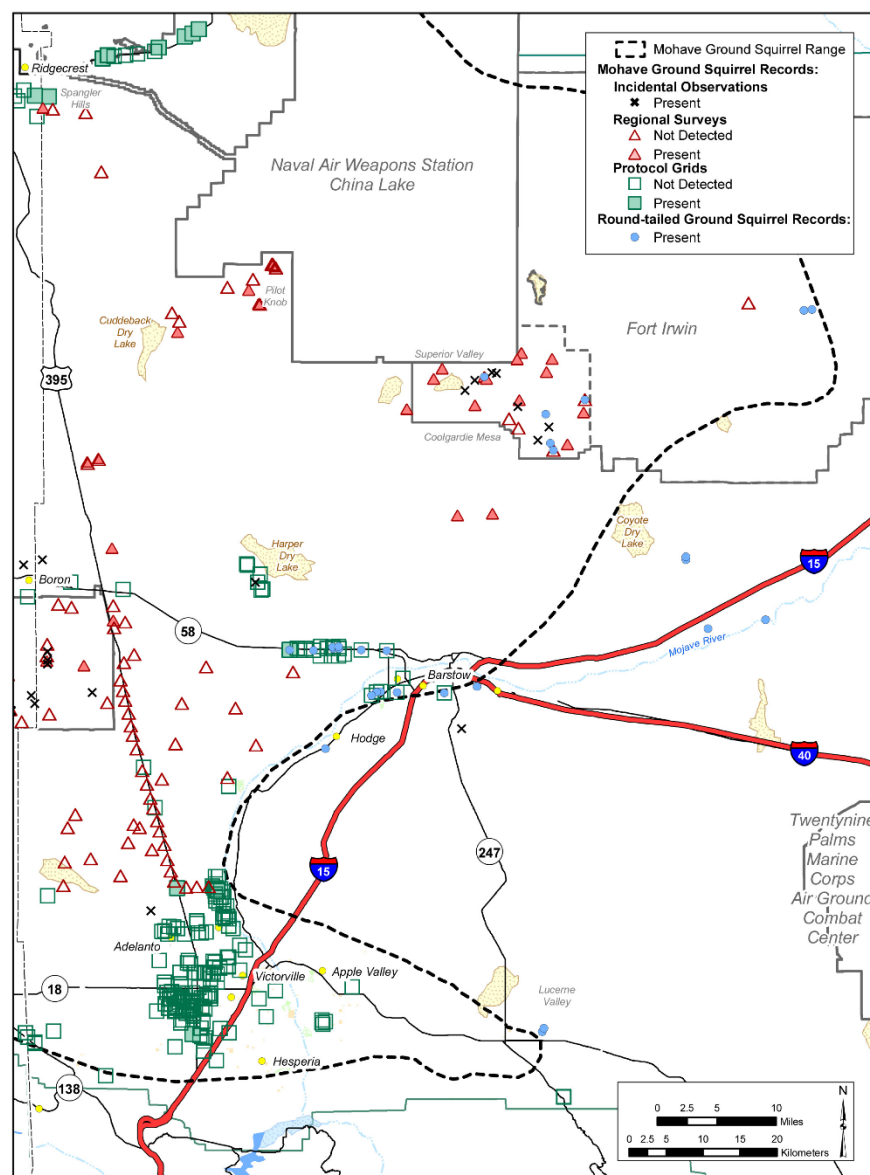 Mohave Ground Squirrel Range
Mohave Ground Squirrel Records:
Incidental Observations
Present
Regional Surveys
Not Detected
Present
Protocol Grids
Not Detected
Present
Round-tailed Ground Squirrel Records:
Present
Ridgecrest
Spangler
Hills
Naval Air Weapons Station
China Lake
Pilot
Knob
Cuddeback
Dry
Lake
Fort Irwin
Superior Valley
395
Coolgardie Mesa
Coyote
Dry
Lake
Harper
Dry
Lake
15
Boron
58
Mojave River
Barstow
Hodge
40
247
15
Twentynine
Palms
Marine
Corps
Air Ground
Combat
Center
Adelanto
Victorville
Apple Valley
18
Lucerne
Valley
Hesperia
138
N
0 2.5 5 10
Miles
0 2.5 5 10 15 20
Kilometers